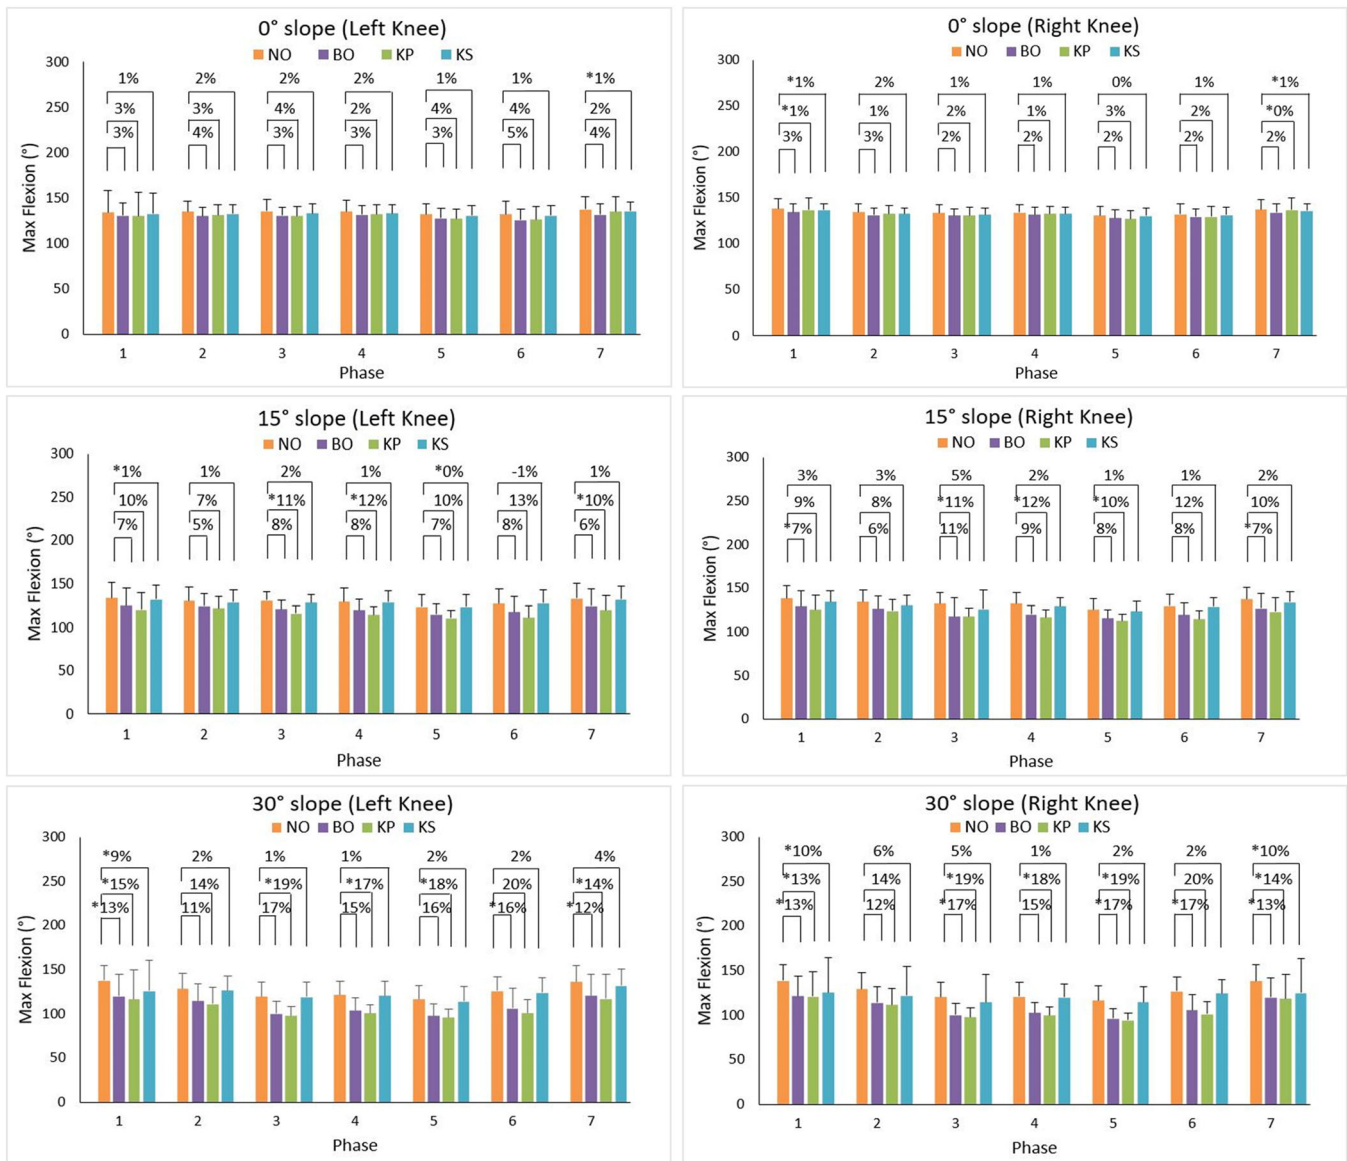 0° slope (Left Knee)
NO BO KP KS
300
250
200
150
100
50
0
Max Flexion (°)
1% 2% 2% 2% 1% 1% *1%
3% 3% 4% 2% 4% 4% 2%
3% 4% 3% 3% 3% 5% 4%
1 2 3 4 5 6 7
Phase
0° slope (Right Knee)
NO BO KP KS
300
250
200
150
100
50
0
Max Flexion (°)
*1% 2% 1% 1% 0% 1% *1%
*1% 1% 2% 1% 3% 2% *0%
3% 3% 2% 2% 2% 2% 2%
1 2 3 4 5 6 7
Phase
15° slope (Left Knee)
NO BO KP KS
300
250
200
150
100
50
0
Max Flexion (°)
*1% 1% 2% 1% *0% -1% 1%
10% 7% *11% *12% 10% 13% *10%
7% 5% 8% 8% 7% 8% 6%
1 2 3 4 5 6 7
Phase
15° slope (Right Knee)
NO BO KP KS
300
250
200
150
100
50
0
Max Flexion (°)
3% 3% 5% 2% 1% 1% 2%
9% 8% *11% *12% *10% 12% 10%
*7% 6% 11% 9% 8% 8% *7%
1 2 3 4 5 6 7
Phase
30° slope (Left Knee)
NO BO KP KS
300
250
200
150
100
50
0
Max Flexion (°)
*9% 2% 1% 1% 2% 2% 4%
*15% 14% *19% *17% *18% 20% *14%
*13% 11% 17% 15% 16% *16% *12%
1 2 3 4 5 6 7
Phase
30° slope (Right Knee)
NO BO KP KS
300
250
200
150
100
50
0
Max Flexion (°)
*10% 6% 5% 1% 2% 2% *10%
*13% 14% *19% *18% *19% 20% *14%
*13% 12% *17% 15% *17% *17% *13%
1 2 3 4 5 6 7
Phase